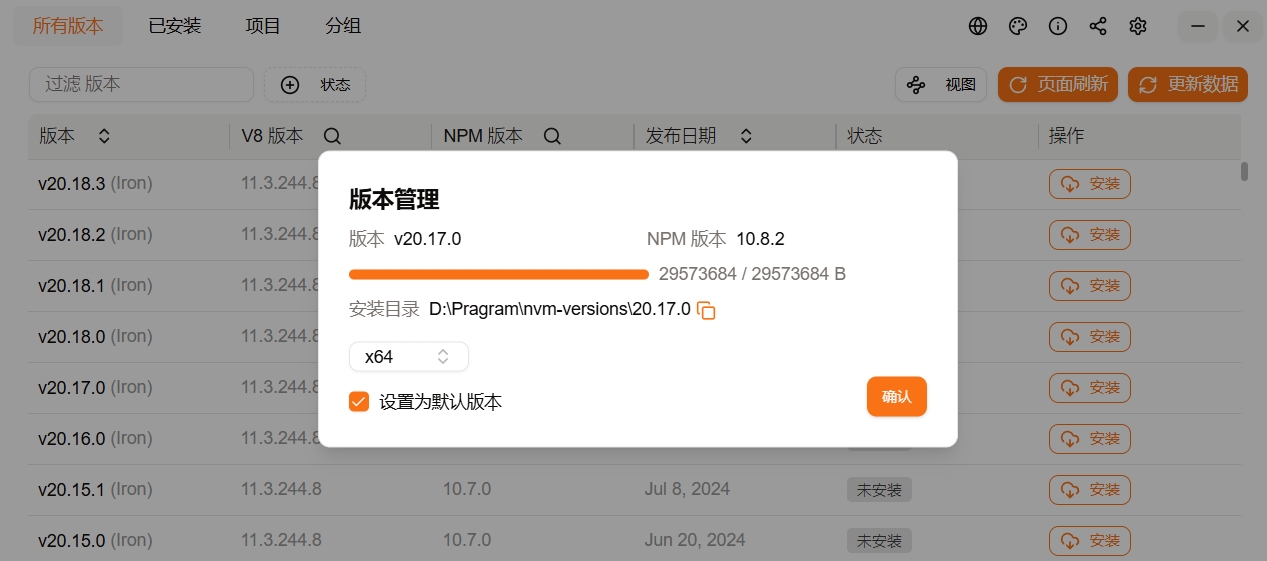 所有版本 已安装 项目 分组
过滤 版本 状态 视图 页面刷新 更新数据
版本 V8 版本 NPM 版本 发布日期 状态 操作
v20.18.3 (Iron) 11.3.244.8 安装
v20.18.2 (Iron) 11.3.244.8 安装
v20.18.1 (Iron) 11.3.244.8 安装
v20.18.0 (Iron) 11.3.244.8 安装
v20.17.0 (Iron) 11.3.244.8 安装
v20.16.0 (Iron) 11.3.244.8 安装
v20.15.1 (Iron) 11.3.244.8 10.7.0 Jul 8, 2024 未安装 安装
v20.15.0 (Iron) 11.3.244.8 10.7.0 Jun 20, 2024 未安装 安装
版本管理
版本 v20.17.0 NPM 版本 10.8.2
29573684 / 29573684 B
安装目录 D:\Pragram\nvm-versions\20.17.0
x64
设置为默认版本
确认